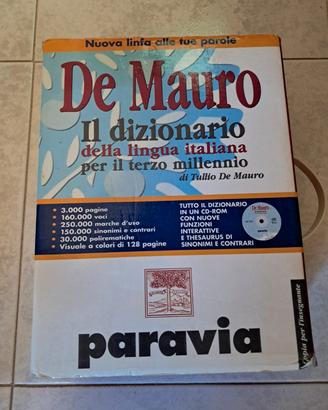 Nuova linfa alle tue parole
De Mauro
Il dizionario
della lingua italiana
per il terzo millennio
di Tullio De Mauro
• 3.000 pagine
• 160.000 voci
• 250.000 marche d'uso
• 150.000 sinonimi e contrari
• 30.000 polirematiche
• Visuale a colori di 128 pagine
TUTTO IL DIZIONARIO
IN UN CD-ROM
CON NUOVE
FUNZIONI
INTERATTIVE
E THESAURUS DI
SINONIMI E CONTRARI
De Mauro
paravia
Copia per l'insegnante